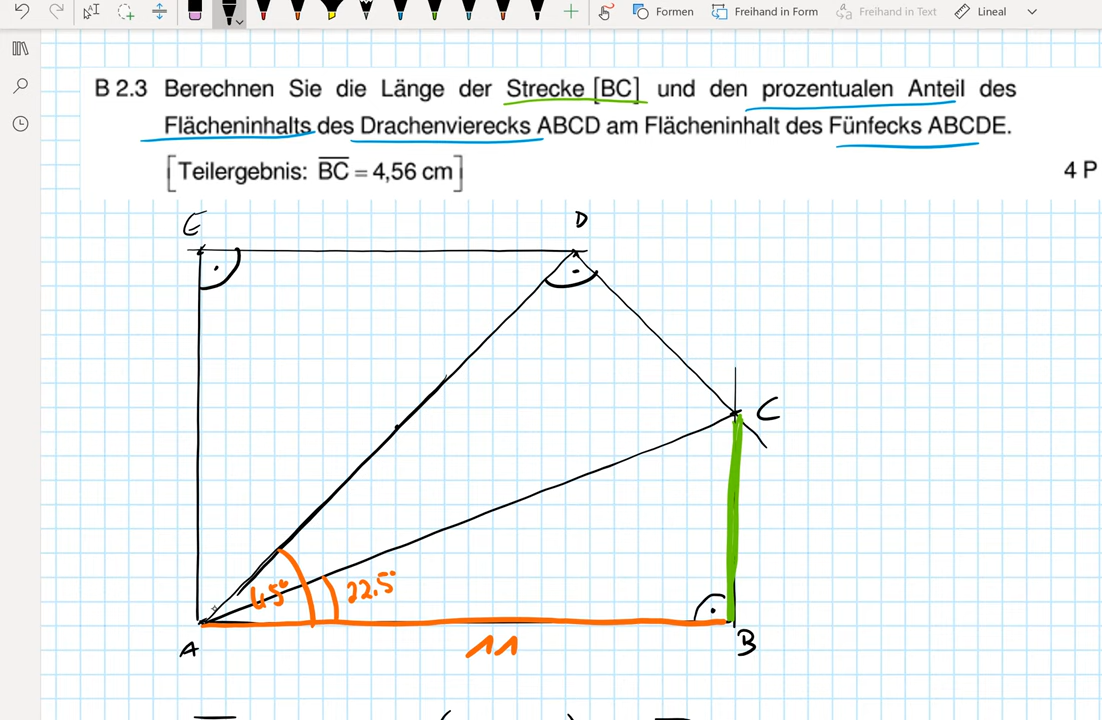 Formen Freihand in Form Freihand in Text Lineal
B 2.3 Berechnen Sie die Länge der Strecke [BC] und den prozentualen Anteil des
Flächeninhalts des Drachenvierecks ABCD am Flächeninhalt des Fünfecks ABCDE.
[Teilergebnis: B̅C̅ = 4,56 cm]
4 P
E
D
C
45°
22.5°
A
11
B